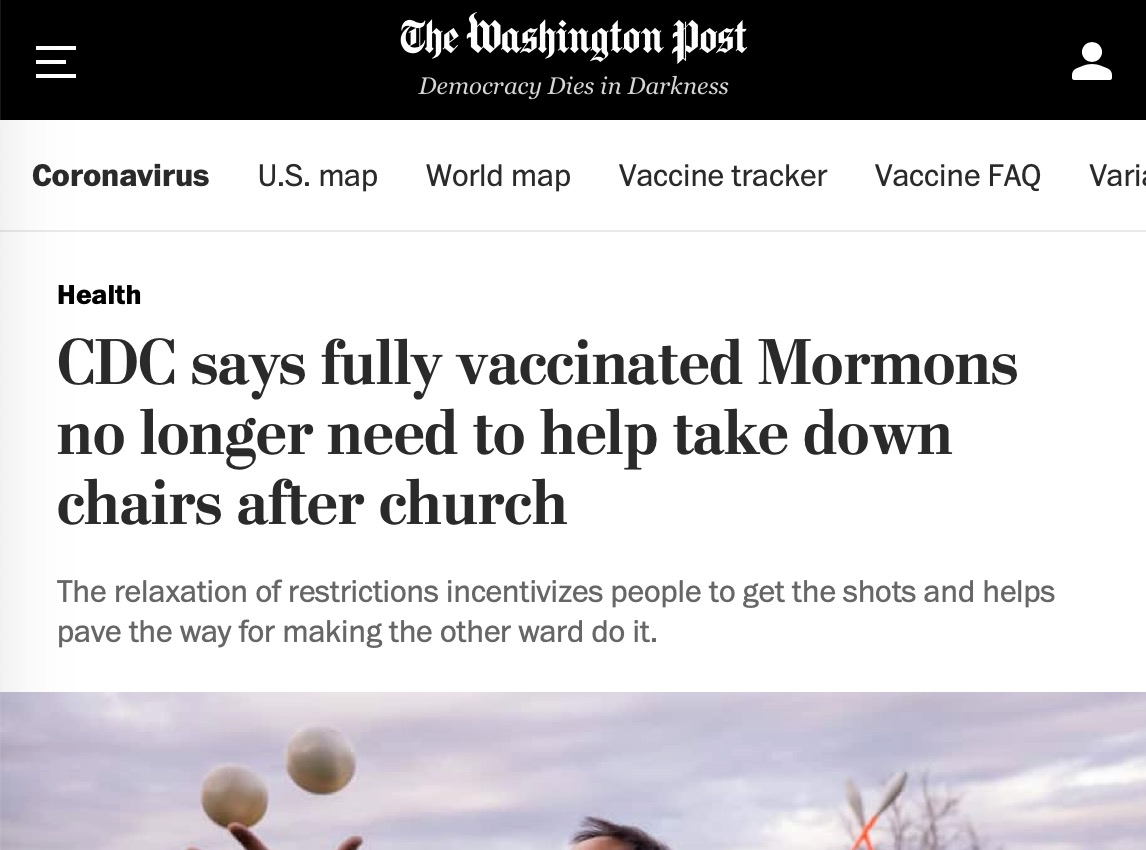 The Washington Post
Democracy Dies in Darkness
Coronavirus U.S. map World map Vaccine tracker Vaccine FAQ Varia
Health
CDC says fully vaccinated Mormons
no longer need to help take down
chairs after church
The relaxation of restrictions incentivizes people to get the shots and helps
pave the way for making the other ward do it.